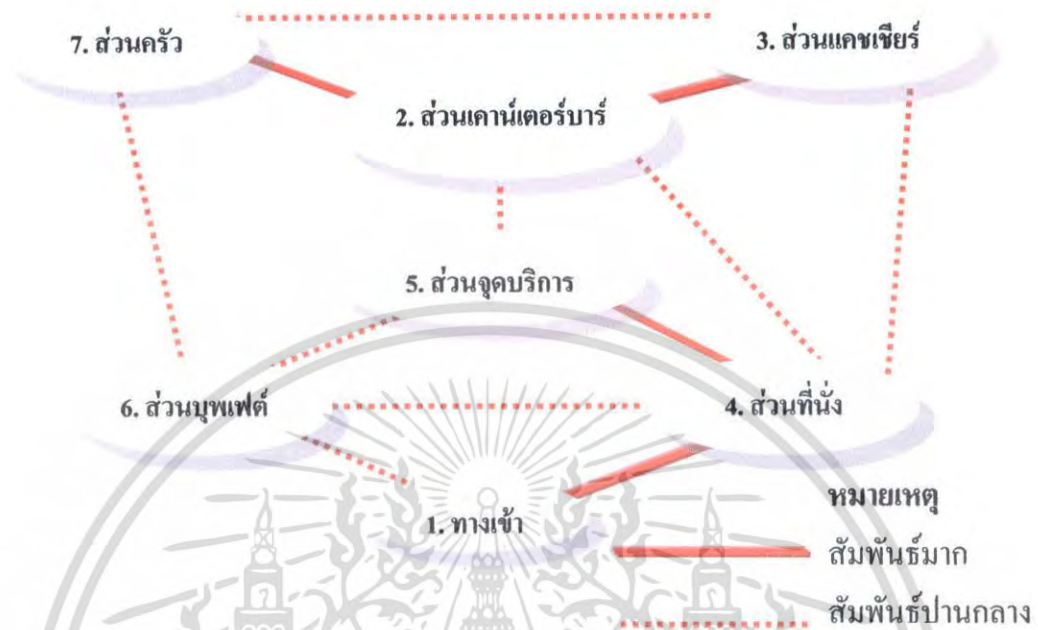 7. ส่วนครัว
3. ส่วนแคชเชียร์
2. ส่วนเคาน์เตอร์บาร์
5. ส่วนจุดบริการ
6. ส่วนบุพเฟต์
4. ส่วนที่นั่ง
1. ทางเข้า
หมายเหตุ
สัมพันธ์มาก
สัมพันธ์ปานกลาง